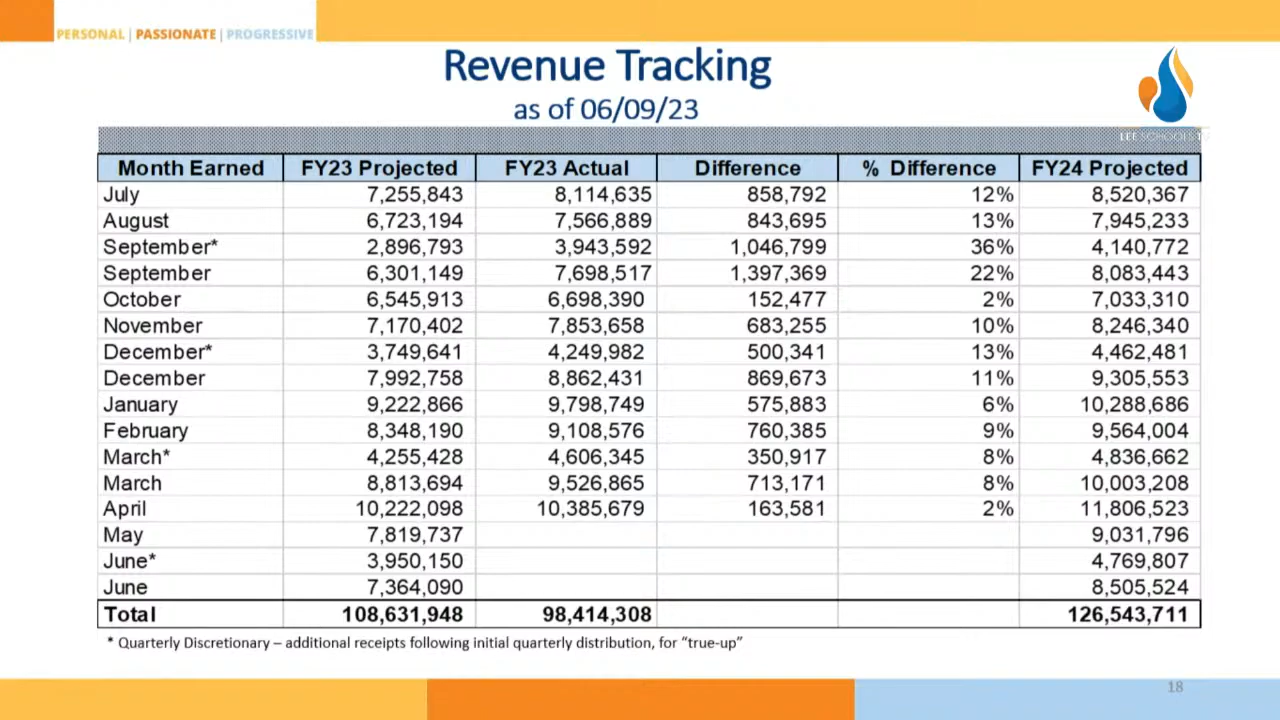 PERSONAL | PASSIONATE | PROGRESSIVE
Revenue Tracking
as of 06/09/23
LEE SCHOOLS TV
Month Earned FY23 Projected FY23 Actual Difference % Difference FY24 Projected
July 7,255,843 8,114,635 858,792 12% 8,520,367
August 6,723,194 7,566,889 843,695 13% 7,945,233
September* 2,896,793 3,943,592 1,046,799 36% 4,140,772
September 6,301,149 7,698,517 1,397,369 22% 8,083,443
October 6,545,913 6,698,390 152,477 2% 7,033,310
November 7,170,402 7,853,658 683,255 10% 8,246,340
December* 3,749,641 4,249,982 500,341 13% 4,462,481
December 7,992,758 8,862,431 869,673 11% 9,305,553
January 9,222,866 9,798,749 575,883 6% 10,288,686
February 8,348,190 9,108,576 760,385 9% 9,564,004
March* 4,255,428 4,606,345 350,917 8% 4,836,662
March 8,813,694 9,526,865 713,171 8% 10,003,208
April 10,222,098 10,385,679 163,581 2% 11,806,523
May 7,819,737 9,031,796
June* 3,950,150 4,769,807
June 7,364,090 8,505,524
Total 108,631,948 98,414,308 126,543,711
* Quarterly Discretionary – additional receipts following initial quarterly distribution, for “true-up”
18